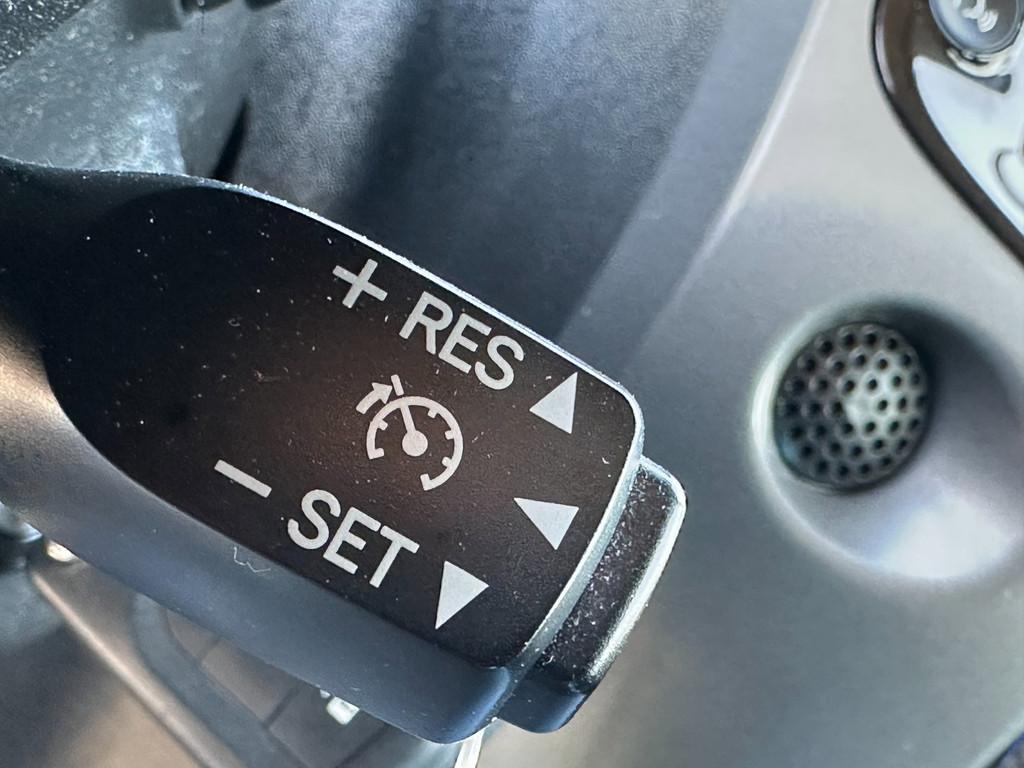 + RES
− SET